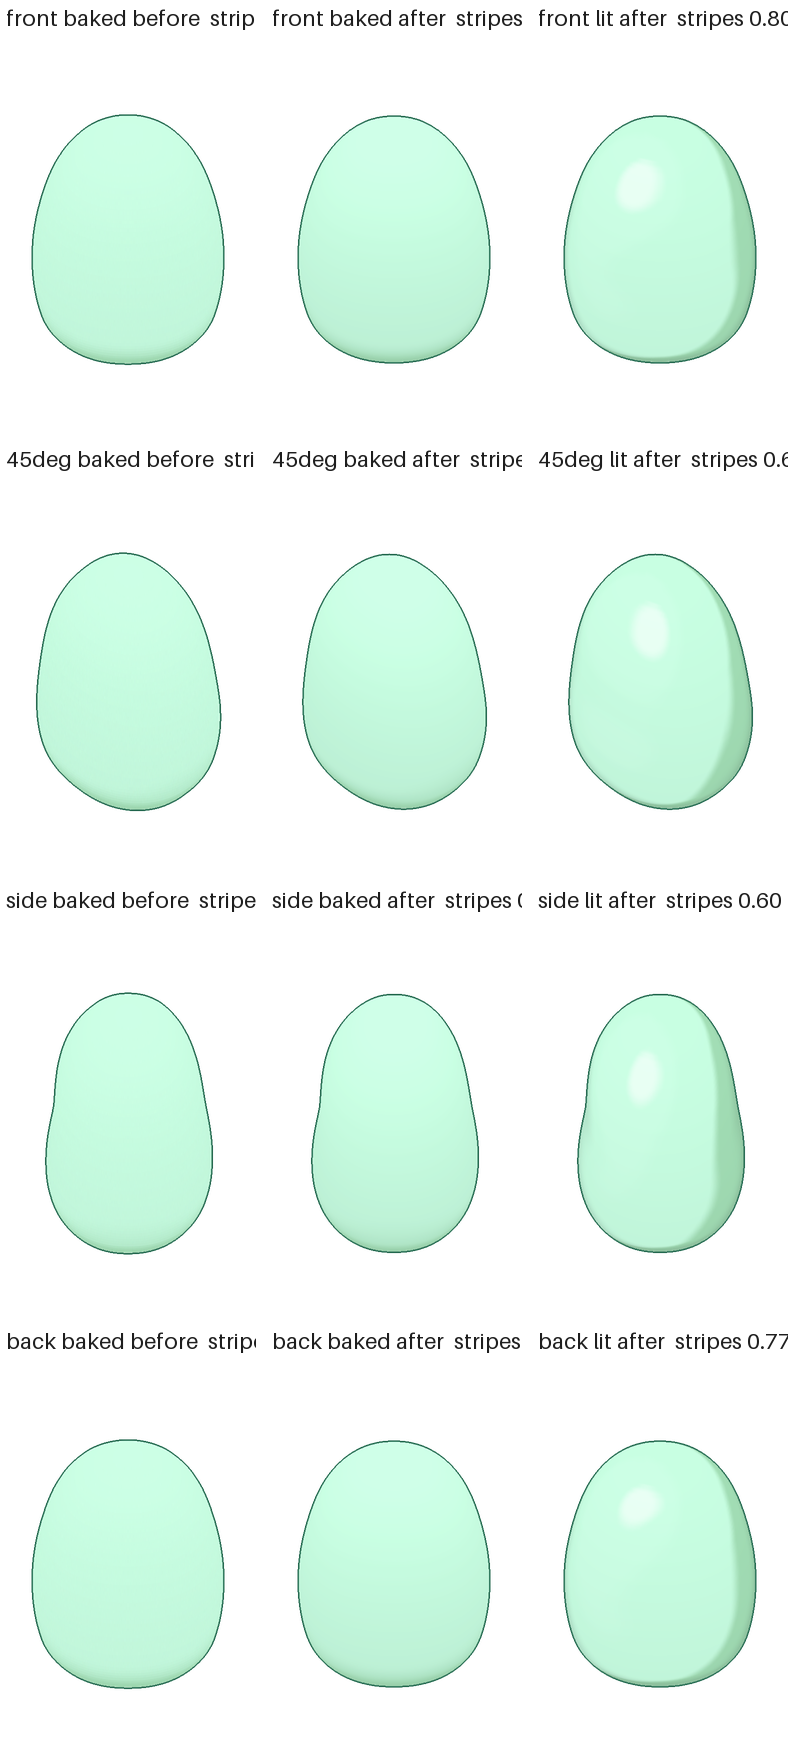 front baked before strip
front baked after stripes
front lit after stripes 0.80
45deg baked before stri
45deg baked after stripe
45deg lit after stripes 0.6
side baked before stripe
side baked after stripes
side lit after stripes 0.60
back baked before stripe
back baked after stripes
back lit after stripes 0.77